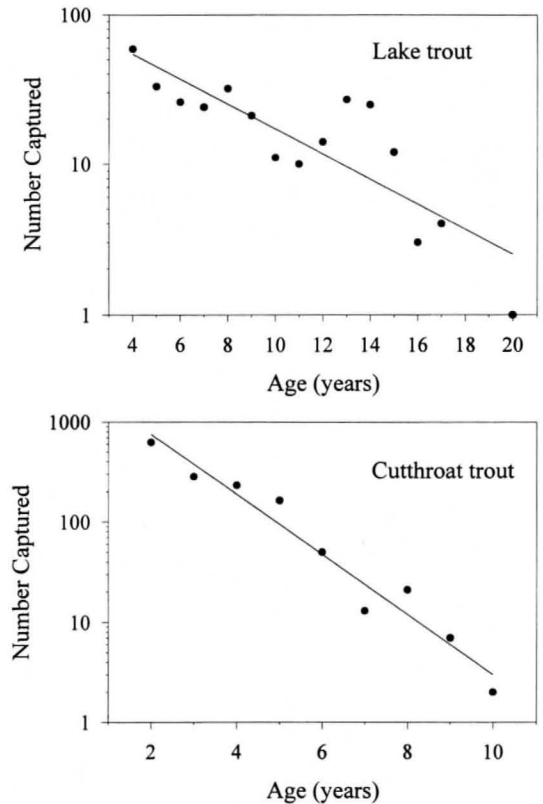 100
Lake trout
10
1
Number Captured
4 6 8 10 12 14 16 18 20
Age (years)
1000
Cutthroat trout
100
10
1
Number Captured
2 4 6 8 10
Age (years)